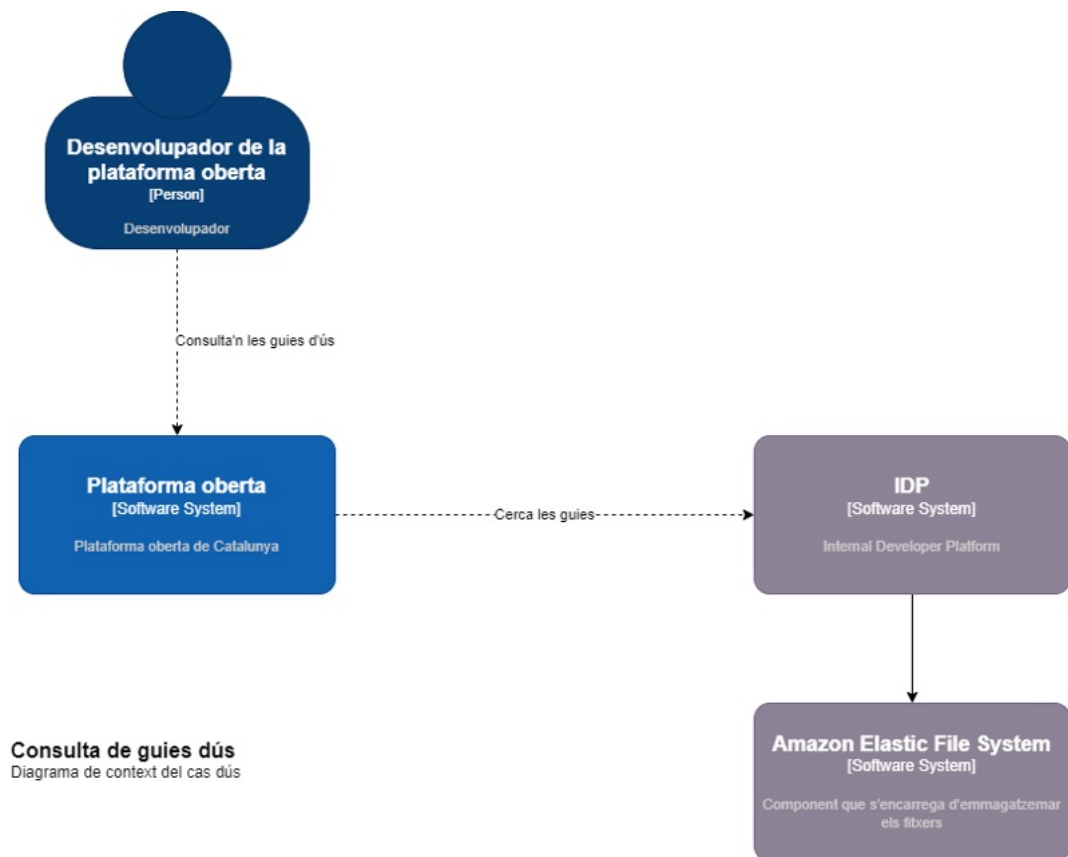 Desenvolupador de la
plataforma oberta
[Person]
Desenvolupador
Consulta'n les guies d'ús
Plataforma oberta
[Software System]
Plataforma oberta de Catalunya
Cerca les guies
IDP
[Software System]
Internal Developer Platform
Amazon Elastic File System
[Software System]
Component que s'encarrega d'emmagatzemar
els fitxers
Consulta de guies dús
Diagrama de context del cas dús